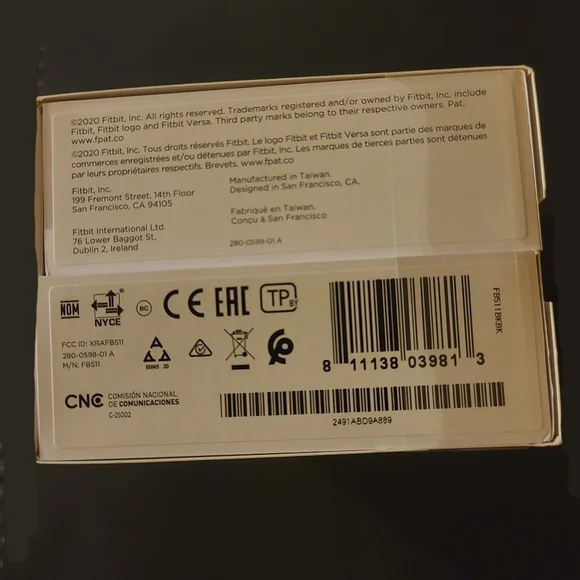 ©2020 Fitbit, Inc. All rights reserved. Trademarks registered and/or owned by Fitbit, Inc. include
Fitbit, Fitbit logo and Fitbit Versa. Third party marks belong to their respective owners. Pat.
www.fpat.co
©2020 Fitbit, Inc. Tous droits réservés Fitbit. Le logo Fitbit et Fitbit Versa sont partie des marques de
commerces enregistrées et/ou détenues par Fitbit, Inc. Les marques de tierces parties sont détenues
par leurs propriétaires respectifs. Brevets. www.fpat.co
Fitbit, Inc.
199 Fremont Street, 14th Floor
San Francisco, CA 94105
Fitbit International Ltd.
76 Lower Baggot St,
Dublin 2, Ireland
Manufactured in Taiwan.
Designed in San Francisco, CA.
Fabriqué en Taïwan.
Conçu à San Francisco
280-0599-01 A
NOM
NYCE
BC
CE
EAC
TP BY
FCC ID: XRAFB511
280-0598-01 A
M/N: FB511
CNC COMISIÓN NACIONAL
DE COMUNICACIONES
C-25002
8 11138 03981 3
FB511BKBK
2491ABD9A889